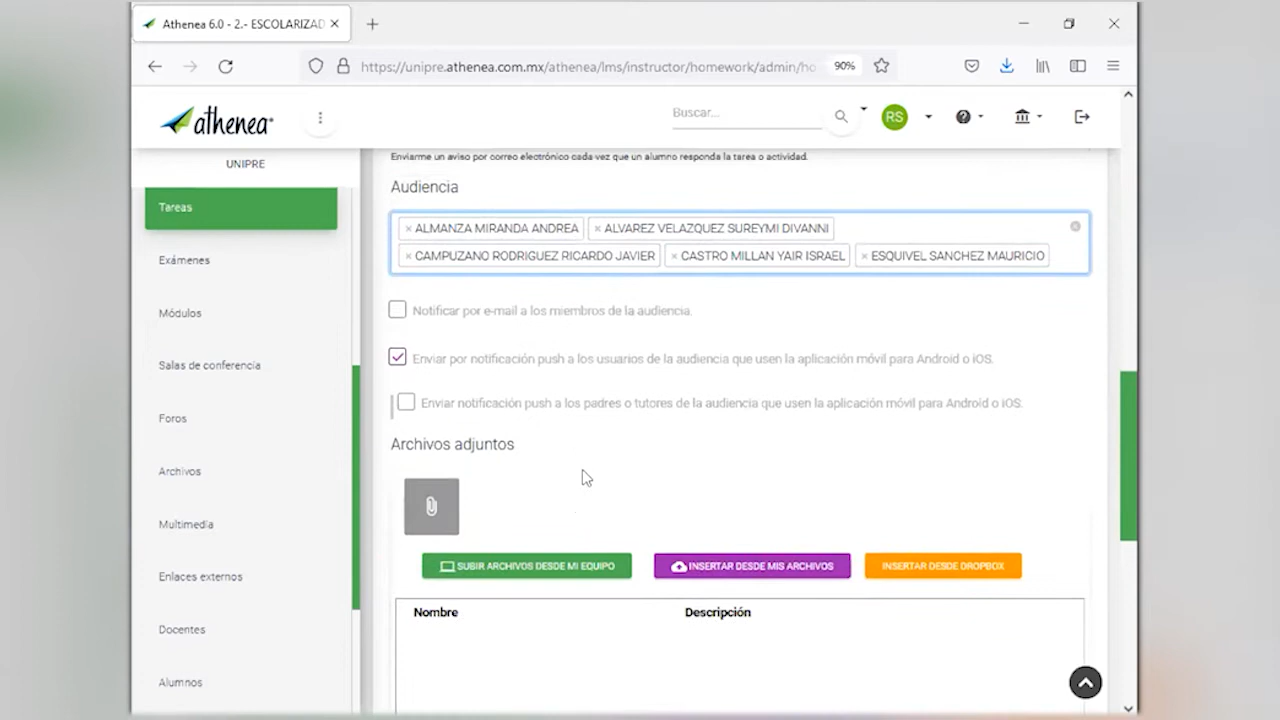 Athenea 6.0 - 2.- ESCOLARIZAD
https://unipre.athenea.com.mx/athenea/lms/instructor/homework/admin/ho
90%
athenea
Buscar...
RS
UNIPRE
Enviarme un aviso por correo electrónico cada vez que un alumno responda la tarea o actividad.
Tareas
Audiencia
× ALMANZA MIRANDA ANDREA × ALVAREZ VELAZQUEZ SUREYMI DIVANNI
× CAMPUZANO RODRIGUEZ RICARDO JAVIER × CASTRO MILLAN YAIR ISRAEL × ESQUIVEL SANCHEZ MAURICIO
Exámenes
Módulos
Notificar por e-mail a los miembros de la audiencia.
Salas de conferencia
Enviar por notificación push a los usuarios de la audiencia que usen la aplicación móvil para Android o iOS.
Foros
Enviar notificación push a los padres o tutores de la audiencia que usen la aplicación móvil para Android o iOS.
Archivos adjuntos
Archivos
Multimedia
Enlaces externos
SUBIR ARCHIVOS DESDE MI EQUIPO
INSERTAR DESDE MIS ARCHIVOS
INSERTAR DESDE DROPBOX
Nombre Descripción
Docentes
Alumnos